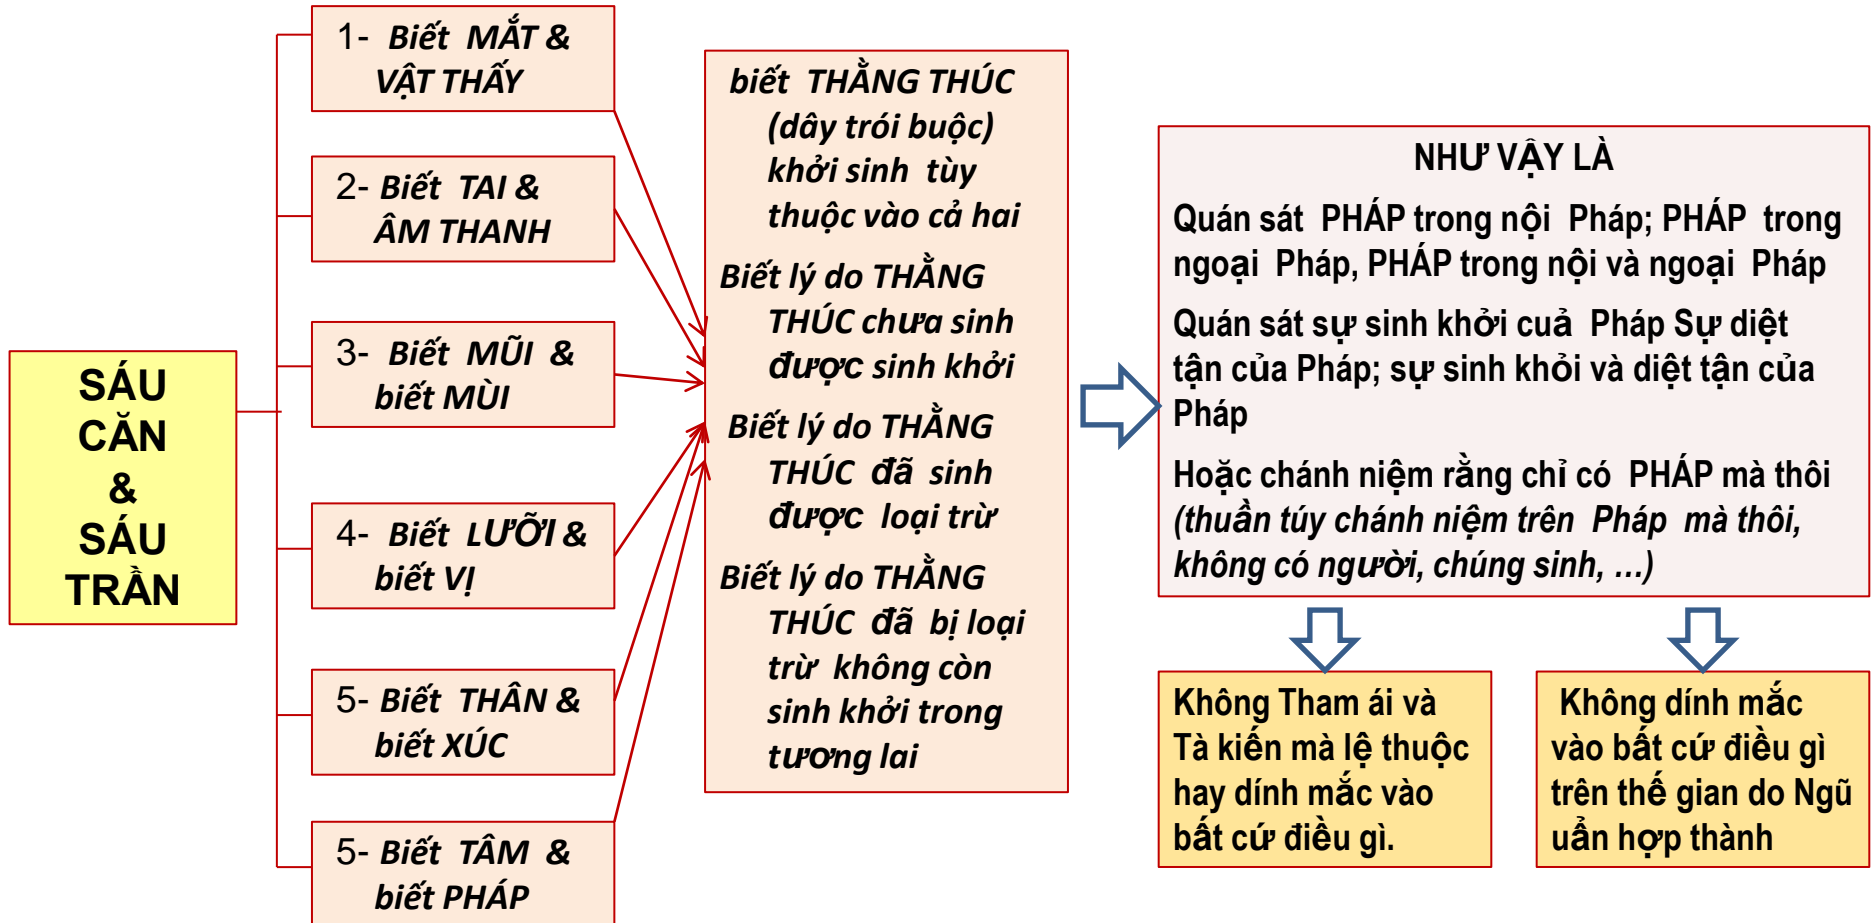 SÁU
CĂN
&
SÁU
TRẦN
1- Biết MẮT &
VẬT THẤY
2- Biết TAI &
ÂM THANH
3- Biết MŨI &
biết MÙI
4- Biết LƯỠI &
biết VỊ
5- Biết THÂN &
biết XÚC
5- Biết TÂM &
biết PHÁP
biết THẰNG THÚC
(dây trói buộc)
khởi sinh tùy
thuộc vào cả hai
Biết lý do THẰNG
THÚC chưa sinh
được sinh khởi
Biết lý do THẰNG
THÚC đã sinh
được loại trừ
Biết lý do THẰNG
THÚC đã bị loại
trừ không còn
sinh khởi trong
tương lai
NHƯ VẬY LÀ
Quán sát PHÁP trong nội Pháp; PHÁP trong
ngoại Pháp, PHÁP trong nội và ngoại Pháp
Quán sát sự sinh khởi cuả Pháp Sự diệt
tận của Pháp; sự sinh khỏi và diệt tận của
Pháp
Hoặc chánh niệm rằng chỉ có PHÁP mà thôi
(thuần túy chánh niệm trên Pháp mà thôi,
không có người, chúng sinh, ...)
Không Tham ái và
Tà kiến mà lệ thuộc
hay dính mắc vào
bất cứ điều gì.
Không dính mắc
vào bất cứ điều gì
trên thế gian do Ngũ
uẩn hợp thành